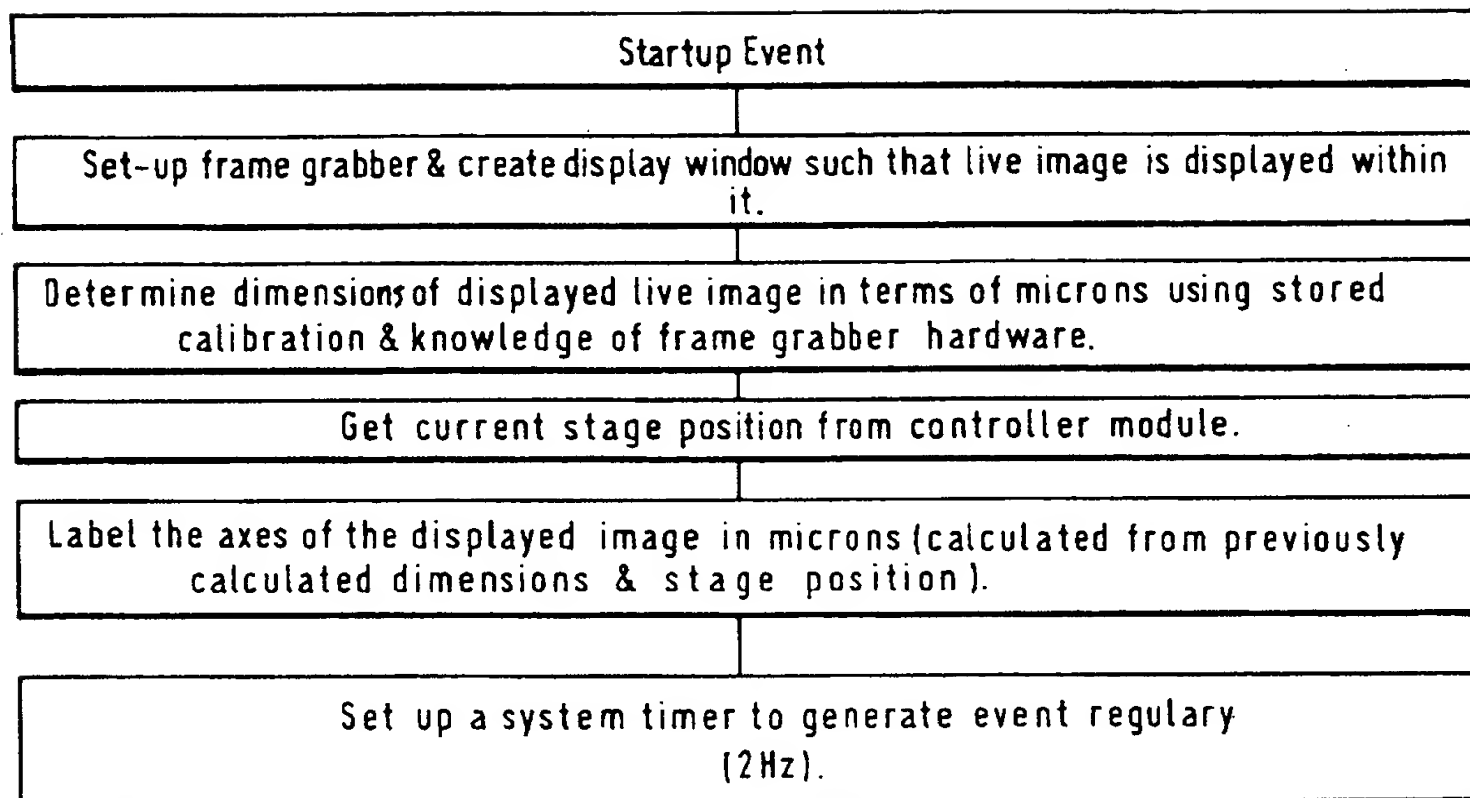 Startup Event
Set-up frame grabber & create display window such that live image is displayed within
it.
Determine dimensions of displayed live image in terms of microns using stored
calibration & knowledge of frame grabber hardware.
Get current stage position from controller module.
Label the axes of the displayed image in microns (calculated from previously
calculated dimensions & stage position).
Set up a system timer to generate event regulary
(2Hz).